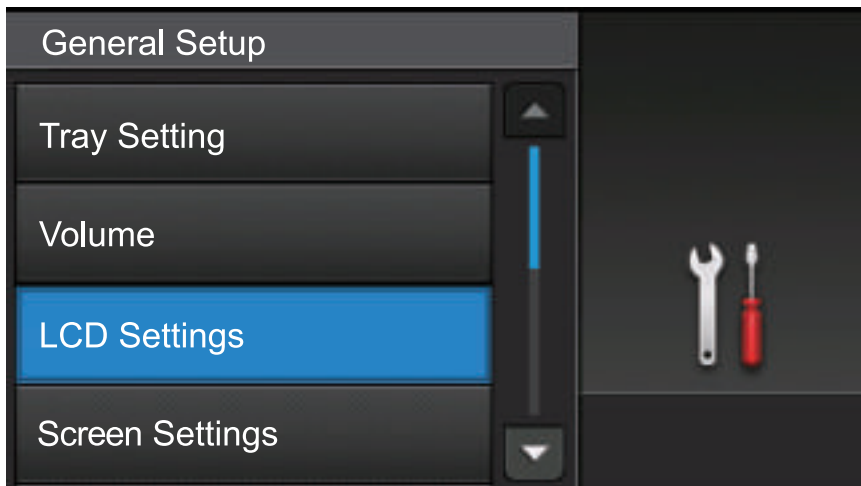 General Setup
Tray Setting
Volume
LCD Settings
Screen Settings